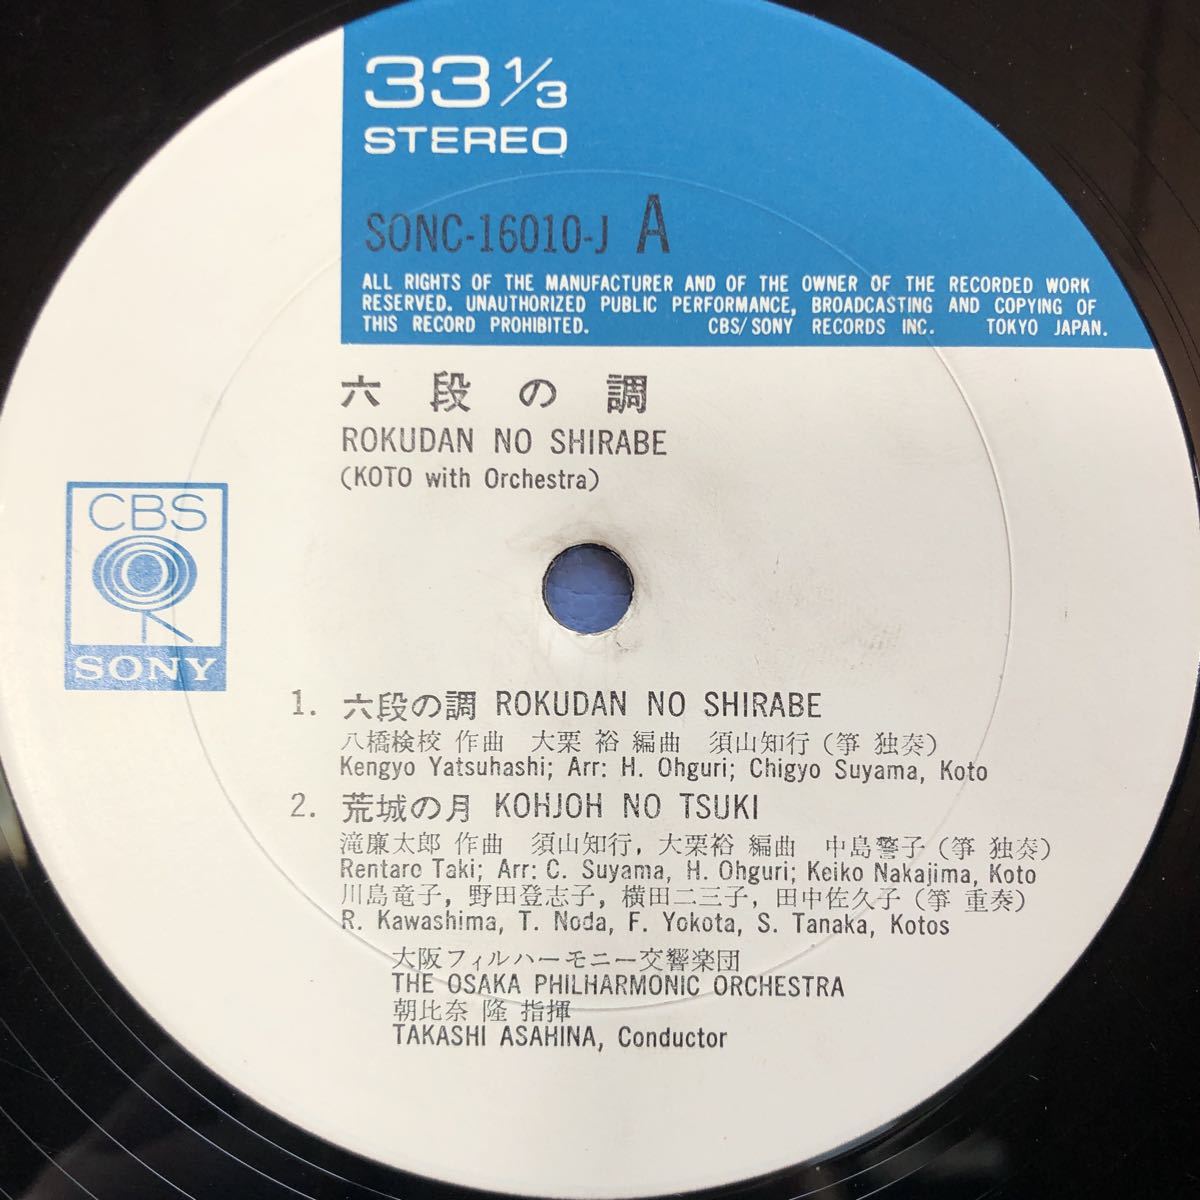 33 1/3
STEREO
SONC-16010-J A
ALL RIGHTS OF THE MANUFACTURER AND OF THE OWNER OF THE RECORDED WORK
RESERVED. UNAUTHORIZED PUBLIC PERFORMANCE, BROADCASTING AND COPYING OF
THIS RECORD PROHIBITED. CBS/SONY RECORDS INC. TOKYO JAPAN.
六段の調
ROKUDAN NO SHIRABE
(KOTO with Orchestra)
CBS
SONY
1. 六段の調 ROKUDAN NO SHIRABE
八橋検校 作曲 大栗 裕 編曲 須山知行 (箏 独奏)
Kengyo Yatsuhashi; Arr: H. Ohguri; Chigyo Suyama, Koto
2. 荒城の月 KOHJOH NO TSUKI
滝廉太郎 作曲 須山知行, 大栗裕 編曲 中島警子 (箏 独奏)
Rentaro Taki; Arr: C. Suyama, H. Ohguri; Keiko Nakajima, Koto
川島竜子, 野田登志子, 横田二三子, 田中佐久子 (箏 重奏)
R. Kawashima, T. Noda, F. Yokota, S. Tanaka, Kotos
大阪フィルハーモニー交響楽団
THE OSAKA PHILHARMONIC ORCHESTRA
朝比奈 隆 指揮
TAKASHI ASAHINA, Conductor